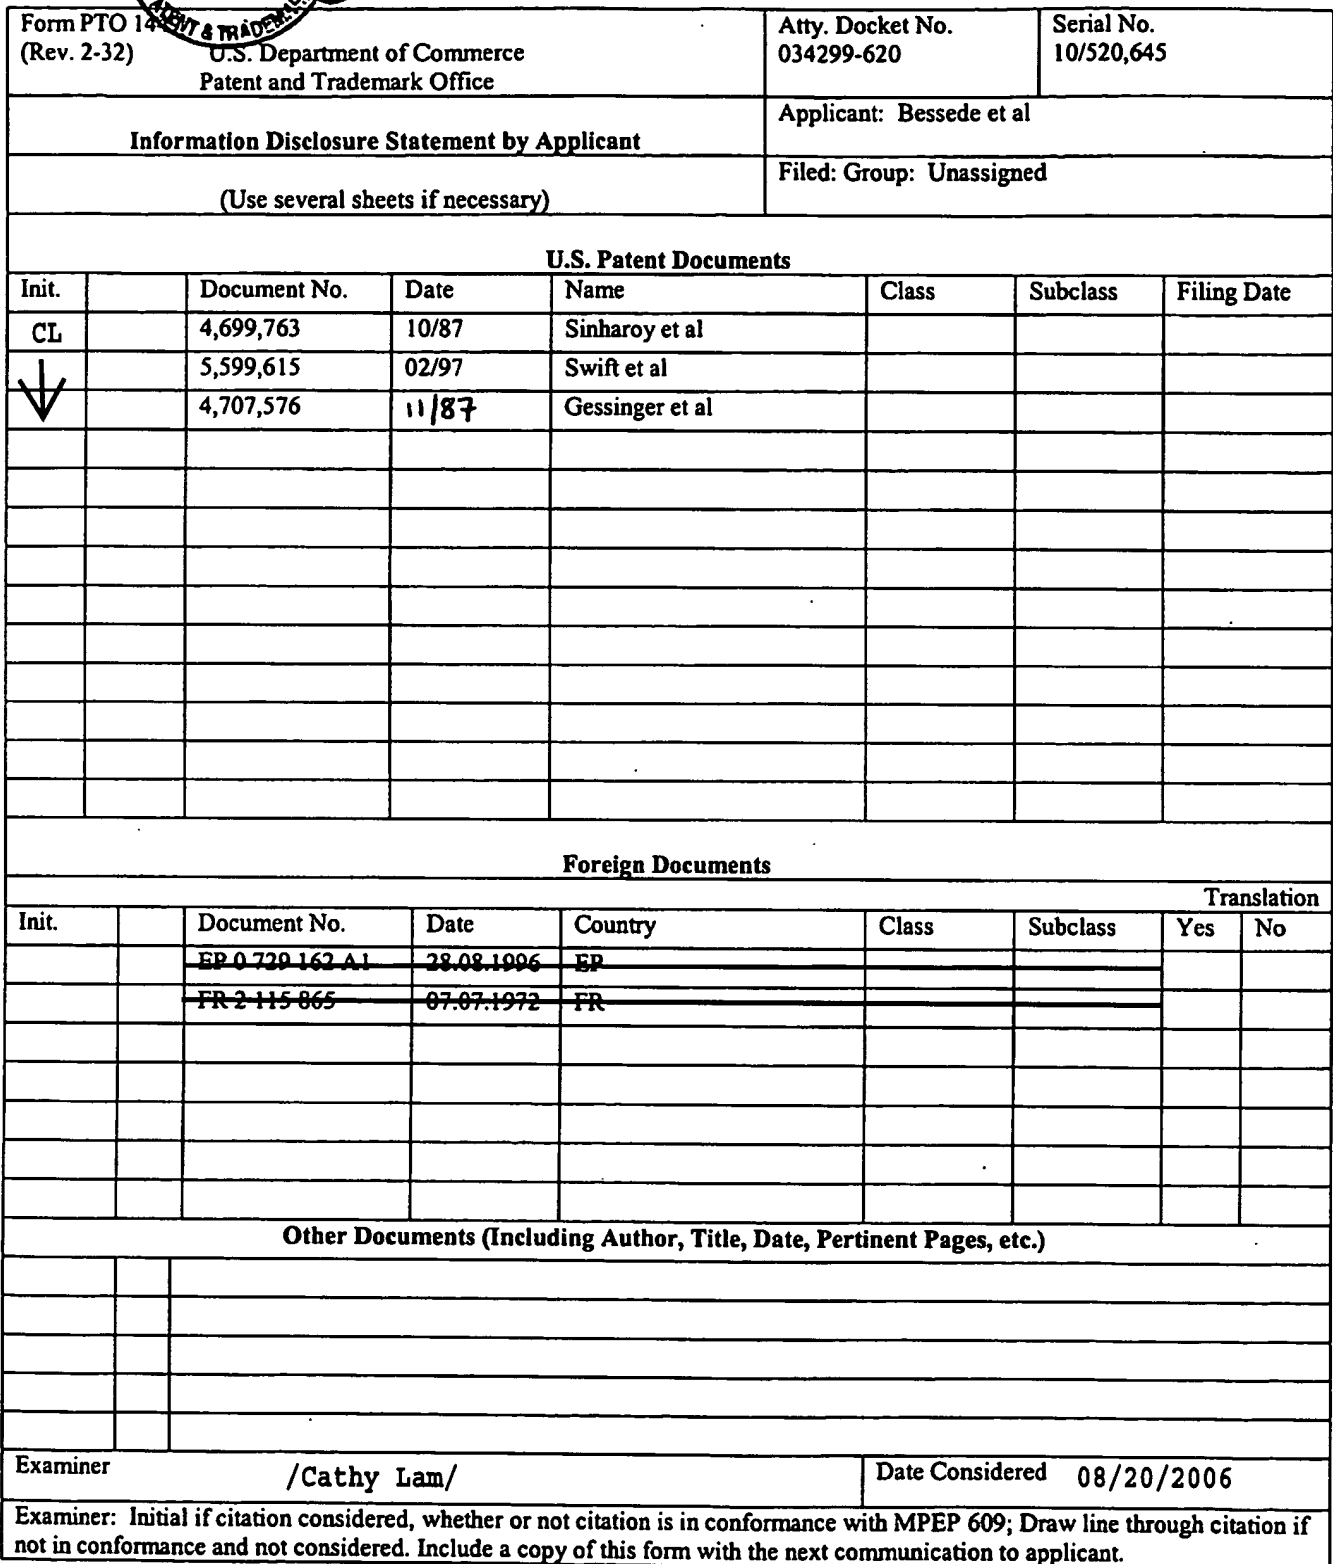 PATENT & TRADEMA
Form PTO 14
(Rev. 2-32)
U.S. Department of Commerce
Patent and Trademark Office
Atty. Docket No.
034299-620
Serial No.
10/520,645
Information Disclosure Statement by Applicant
Applicant: Bessede et al
(Use several sheets if necessary)
Filed: Group: Unassigned
U.S. Patent Documents
Init. Document No. Date Name Class Subclass Filing Date
CL 4,699,763 10/87 Sinharoy et al
5,599,615 02/97 Swift et al
4,707,576 11/87 Gessinger et al
Foreign Documents
Translation
Init. Document No. Date Country Class Subclass Yes No
EP 0 729 162 A1 28.08.1996 EP
FR 2 115 865 07.07.1972 FR
Other Documents (Including Author, Title, Date, Pertinent Pages, etc.)
Examiner /Cathy Lam/ Date Considered 08/20/2006
Examiner: Initial if citation considered, whether or not citation is in conformance with MPEP 609; Draw line through citation if
not in conformance and not considered. Include a copy of this form with the next communication to applicant.